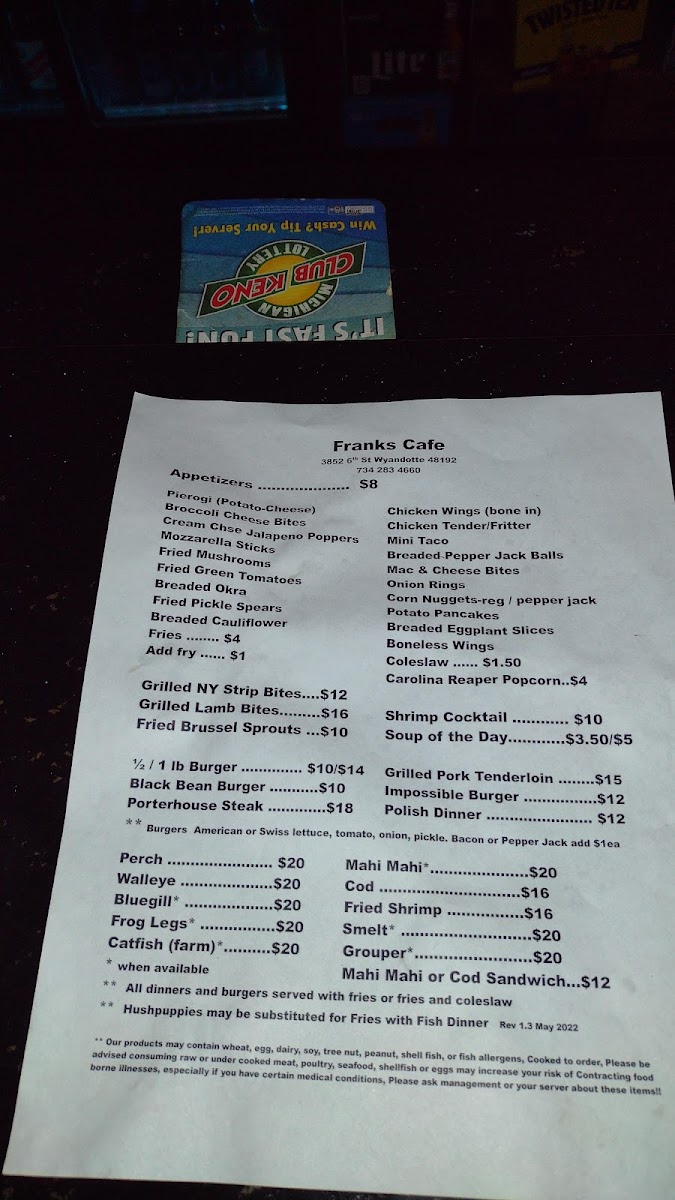 TWISTED TEA
Lite
Win Cash? Tip Your Server!
LOTTERY
CLUB KENO
MICHIGAN
IT'S FAST FUN!
Franks Cafe
3852 6th St Wyandotte 48192
734 283 4660
Appetizers ..................... $8
Pierogi (Potato-Cheese)
Broccoli Cheese Bites
Cream Chse Jalapeno Poppers
Mozzarella Sticks
Fried Mushrooms
Fried Green Tomatoes
Breaded Okra
Fried Pickle Spears
Breaded Cauliflower
Fries ........ $4
Add fry ...... $1
Chicken Wings (bone in)
Chicken Tender/Fritter
Mini Taco
Breaded Pepper Jack Balls
Mac & Cheese Bites
Onion Rings
Corn Nuggets-reg / pepper jack
Potato Pancakes
Breaded Eggplant Slices
Boneless Wings
Coleslaw ...... $1.50
Carolina Reaper Popcorn..$4
Grilled NY Strip Bites....$12
Grilled Lamb Bites.........$16
Fried Brussel Sprouts ...$10
Shrimp Cocktail ............ $10
Soup of the Day............$3.50/$5
½ / 1 lb Burger .............. $10/$14
Black Bean Burger ...........$10
Porterhouse Steak .............$18
Grilled Pork Tenderloin ........$15
Impossible Burger ................$12
Polish Dinner ....................... $12
** Burgers American or Swiss lettuce, tomato, onion, pickle. Bacon or Pepper Jack add $1ea
Perch ....................... $20
Walleye .....................$20
Bluegill* ....................$20
Frog Legs* .................$20
Catfish (farm)*..........$20
Mahi Mahi*......................$20
Cod ................................$16
Fried Shrimp .................$16
Smelt* .............................$20
Grouper*..........................$20
Mahi Mahi or Cod Sandwich...$12
* when available
** All dinners and burgers served with fries or fries and coleslaw
** Hushpuppies may be substituted for Fries with Fish Dinner Rev 1.3 May 2022
** Our products may contain wheat, egg, dairy, soy, tree nut, peanut, shell fish, or fish allergens, Cooked to order, Please be
advised consuming raw or under cooked meat, poultry, seafood, shellfish or eggs may increase your risk of Contracting food
borne illnesses, especially if you have certain medical conditions, Please ask management or your server about these items!!